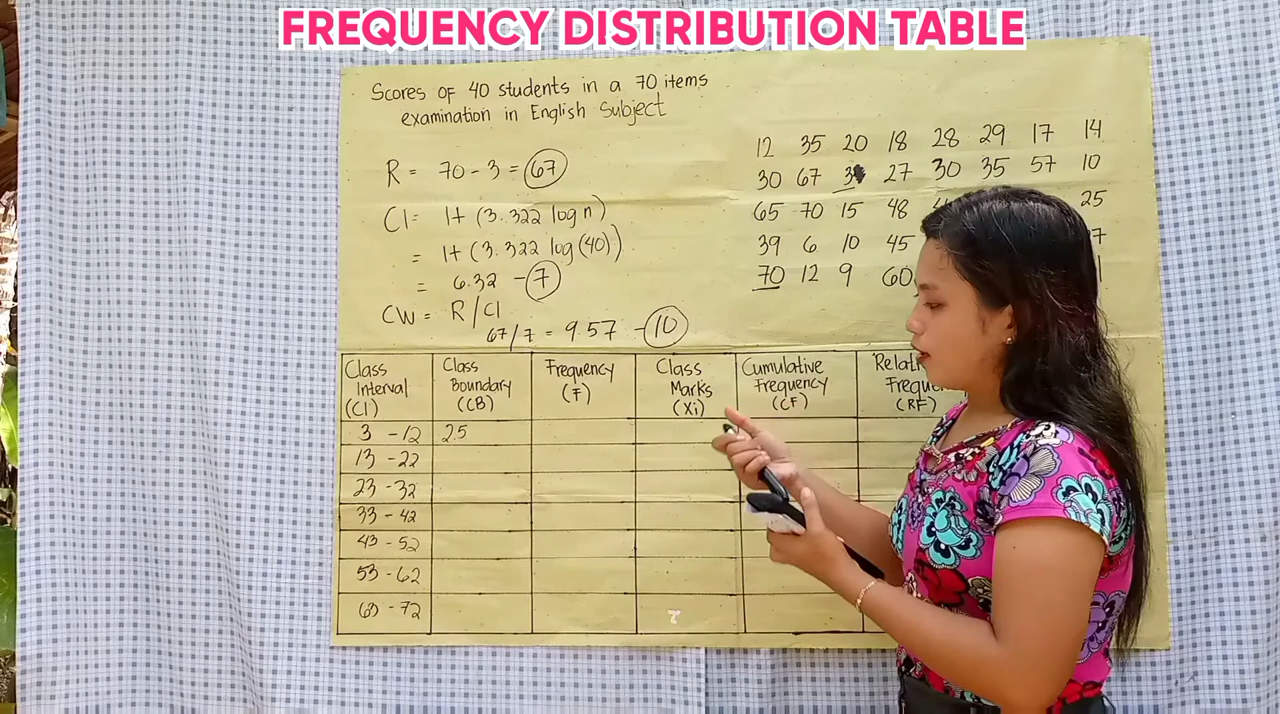 FREQUENCY DISTRIBUTION TABLE
Scores of 40 students in a 70 items
examination in English Subject
R = 70 - 3 = 67
CI = 1+ (3.322 log n)
= 1+ (3.322 log (40))
= 6.32 - 7
CW = R/CI
67/7 = 9.57 - 10
12 35 20 18 28 29 17 14
30 67 27 30 35 57 10
65 70 15 48 25
39 6 10 45
70 12 9 60
Class Interval (CI)
Class Boundary (CB)
Frequency (F)
Class Marks (Xi)
Cumulative Frequency (CF)
(RF)
3 - 12 2.5
13 - 22
23 - 32
33 - 42
43 - 52
53 - 62
63 - 72